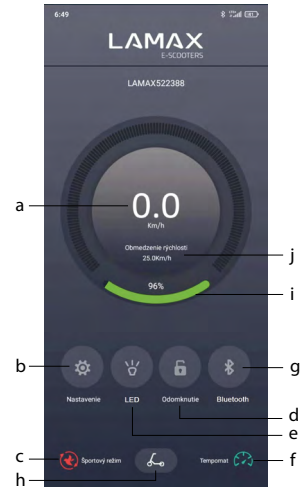 6:49
LAMAX
E-SCOOTERS
LAMAX522388
a
0.0
Km/h
Obmedzenie rýchlosti
25.0Km/h
j
96%
i
b
g
Nastavenie
LED
Odomknutie
Bluetooth
d
e
c
Športový režim
Tempomat
f
h